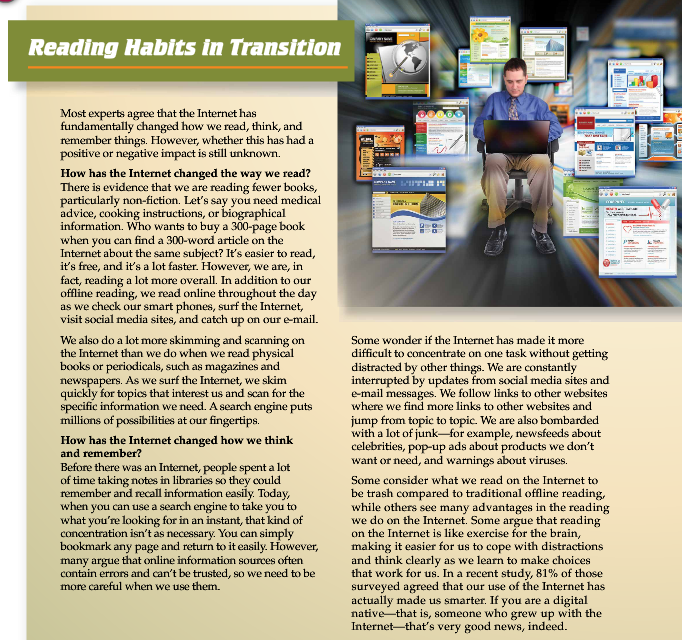 Reading Habits in Transition
Most experts agree that the Internet has
fundamentally changed how we read, think, and
remember things. However, whether this has had a
positive or negative impact is still unknown.
How has the Internet changed the way we read?
There is evidence that we are reading fewer books,
particularly non-fiction. Let's say you need medical
advice, cooking instructions, or biographical
information. Who wants to buy a 300-page book
when you can find a 300-word article on the
Internet about the same subject? It's easier to read,
it's free, and it's a lot faster. However, we are, in
fact, reading a lot more overall. In addition to our
offline reading, we read online throughout the day
as we check our smart phones, surf the Internet,
visit social media sites, and catch up on our e-mail.
We also do a lot more skimming and scanning on
the Internet than we do when we read physical
books or periodicals, such as magazines and
newspapers. As we surf the Internet, we skim
quickly for topics that interest us and scan for the
specific information we need. A search engine puts
millions of possibilities at our fingertips.
How has the Internet changed how we think
and remember?
Before there was an Internet, people spent a lot
of time taking notes in libraries so they could
remember and recall information easily. Today,
when you can use a search engine to take you to
what you're looking for in an instant, that kind of
concentration isn't as necessary. You can simply
bookmark any page and return to it easily. However,
many argue that online information sources often
contain errors and can't be trusted, so we need to be
more careful when we use them.
Some wonder if the Internet has made it more
difficult to concentrate on one task without getting
distracted by other things. We are constantly
interrupted by updates from social media sites and
e-mail messages. We follow links to other websites
where we find more links to other websites and
jump from topic to topic. We are also bombarded
with a lot of junk—for example, newsfeeds about
celebrities, pop-up ads about products we don't
want or need, and warnings about viruses.
Some consider what we read on the Internet to
be trash compared to traditional offline reading,
while others see many advantages in the reading
we do on the Internet. Some argue that reading
on the Internet is like exercise for the brain,
making it easier for us to cope with distractions
and think clearly as we learn to make choices
that work for us. In a recent study, 81% of those
surveyed agreed that our use of the Internet has
actually made us smarter. If you are a digital
native—that is, someone who grew up with the
Internet—that's very good news, indeed.